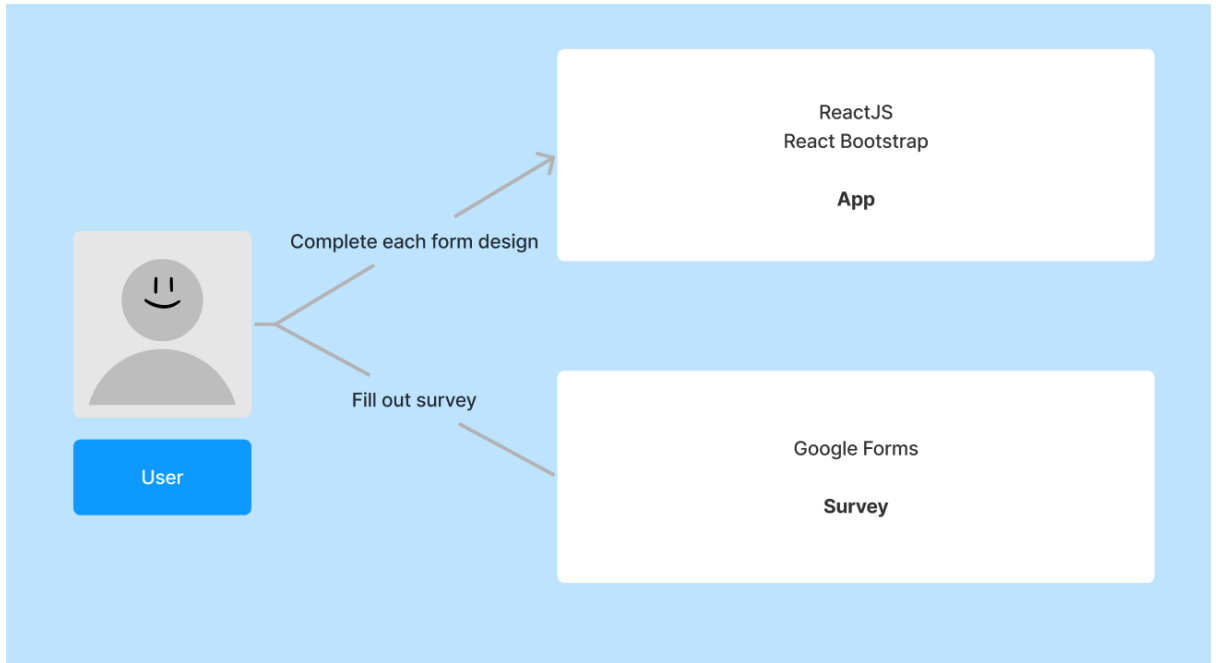 ReactJS
React Bootstrap
App
Complete each form design
Fill out survey
User
Google Forms
Survey